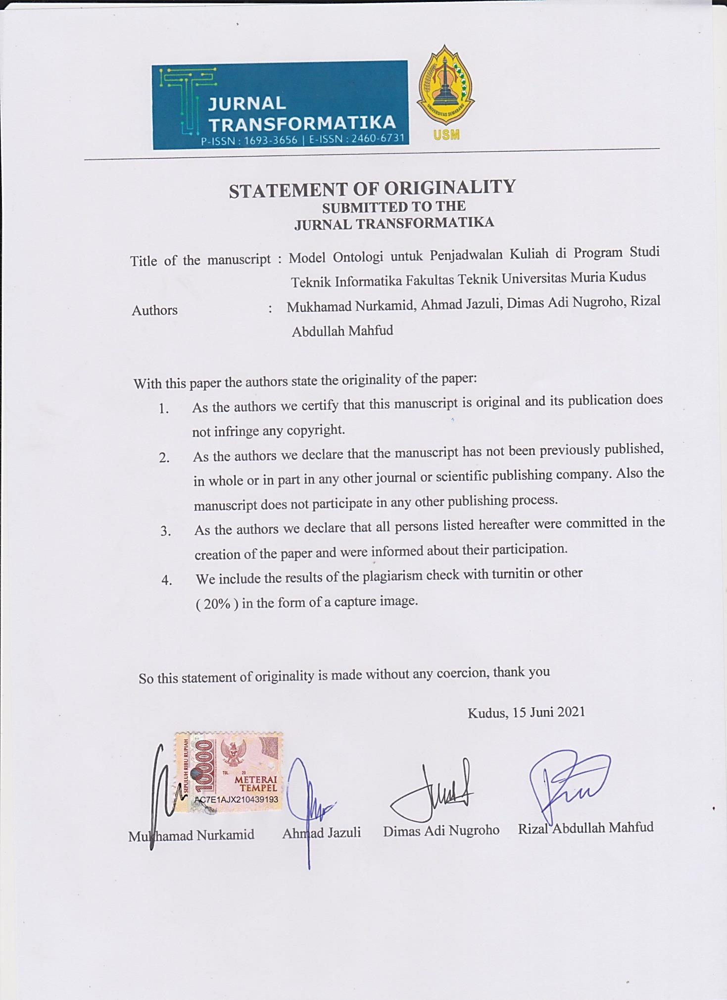 JURNAL
TRANSFORMATIKA
P-ISSN : 1693-3656 | E-ISSN : 2460-6731
UNIVERSITAS SEMARANG
USM
STATEMENT OF ORIGINALITY
SUBMITTED TO THE
JURNAL TRANSFORMATIKA
Title of the manuscript : Model Ontologi untuk Penjadwalan Kuliah di Program Studi
Teknik Informatika Fakultas Teknik Universitas Muria Kudus
Authors : Mukhamad Nurkamid, Ahmad Jazuli, Dimas Adi Nugroho, Rizal
Abdullah Mahfud
With this paper the authors state the originality of the paper:
1. As the authors we certify that this manuscript is original and its publication does
not infringe any copyright.
2. As the authors we declare that the manuscript has not been previously published,
in whole or in part in any other journal or scientific publishing company. Also the
manuscript does not participate in any other publishing process.
3. As the authors we declare that all persons listed hereafter were committed in the
creation of the paper and were informed about their participation.
4. We include the results of the plagiarism check with turnitin or other
( 20% ) in the form of a capture image.
So this statement of originality is made without any coercion, thank you
Kudus, 15 Juni 2021
SEPULUH RIBU RUPIAH
10000
TGL. 20
METERAI
TEMPEL
AC7E1AJX210439193
Mukhamad Nurkamid Ahmad Jazuli Dimas Adi Nugroho Rizal Abdullah Mahfud